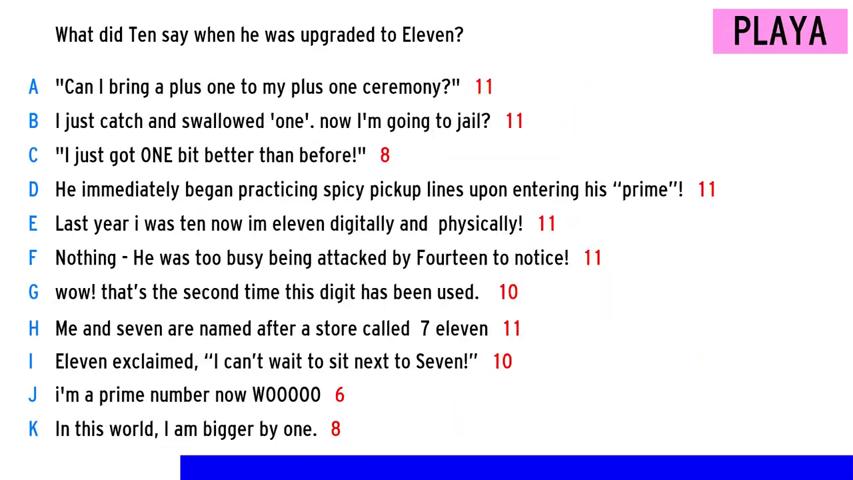 What did Ten say when he was upgraded to Eleven?
PLAYA
A "Can I bring a plus one to my plus one ceremony?" 11
B I just catch and swallowed 'one'. now I'm going to jail? 11
C "I just got ONE bit better than before!" 8
D He immediately began practicing spicy pickup lines upon entering his “prime”! 11
E Last year i was ten now im eleven digitally and physically! 11
F Nothing - He was too busy being attacked by Fourteen to notice! 11
G wow! that’s the second time this digit has been used. 10
H Me and seven are named after a store called 7 eleven 11
I Eleven exclaimed, “I can’t wait to sit next to Seven!” 10
J i'm a prime number now WOOOOO 6
K In this world, I am bigger by one. 8